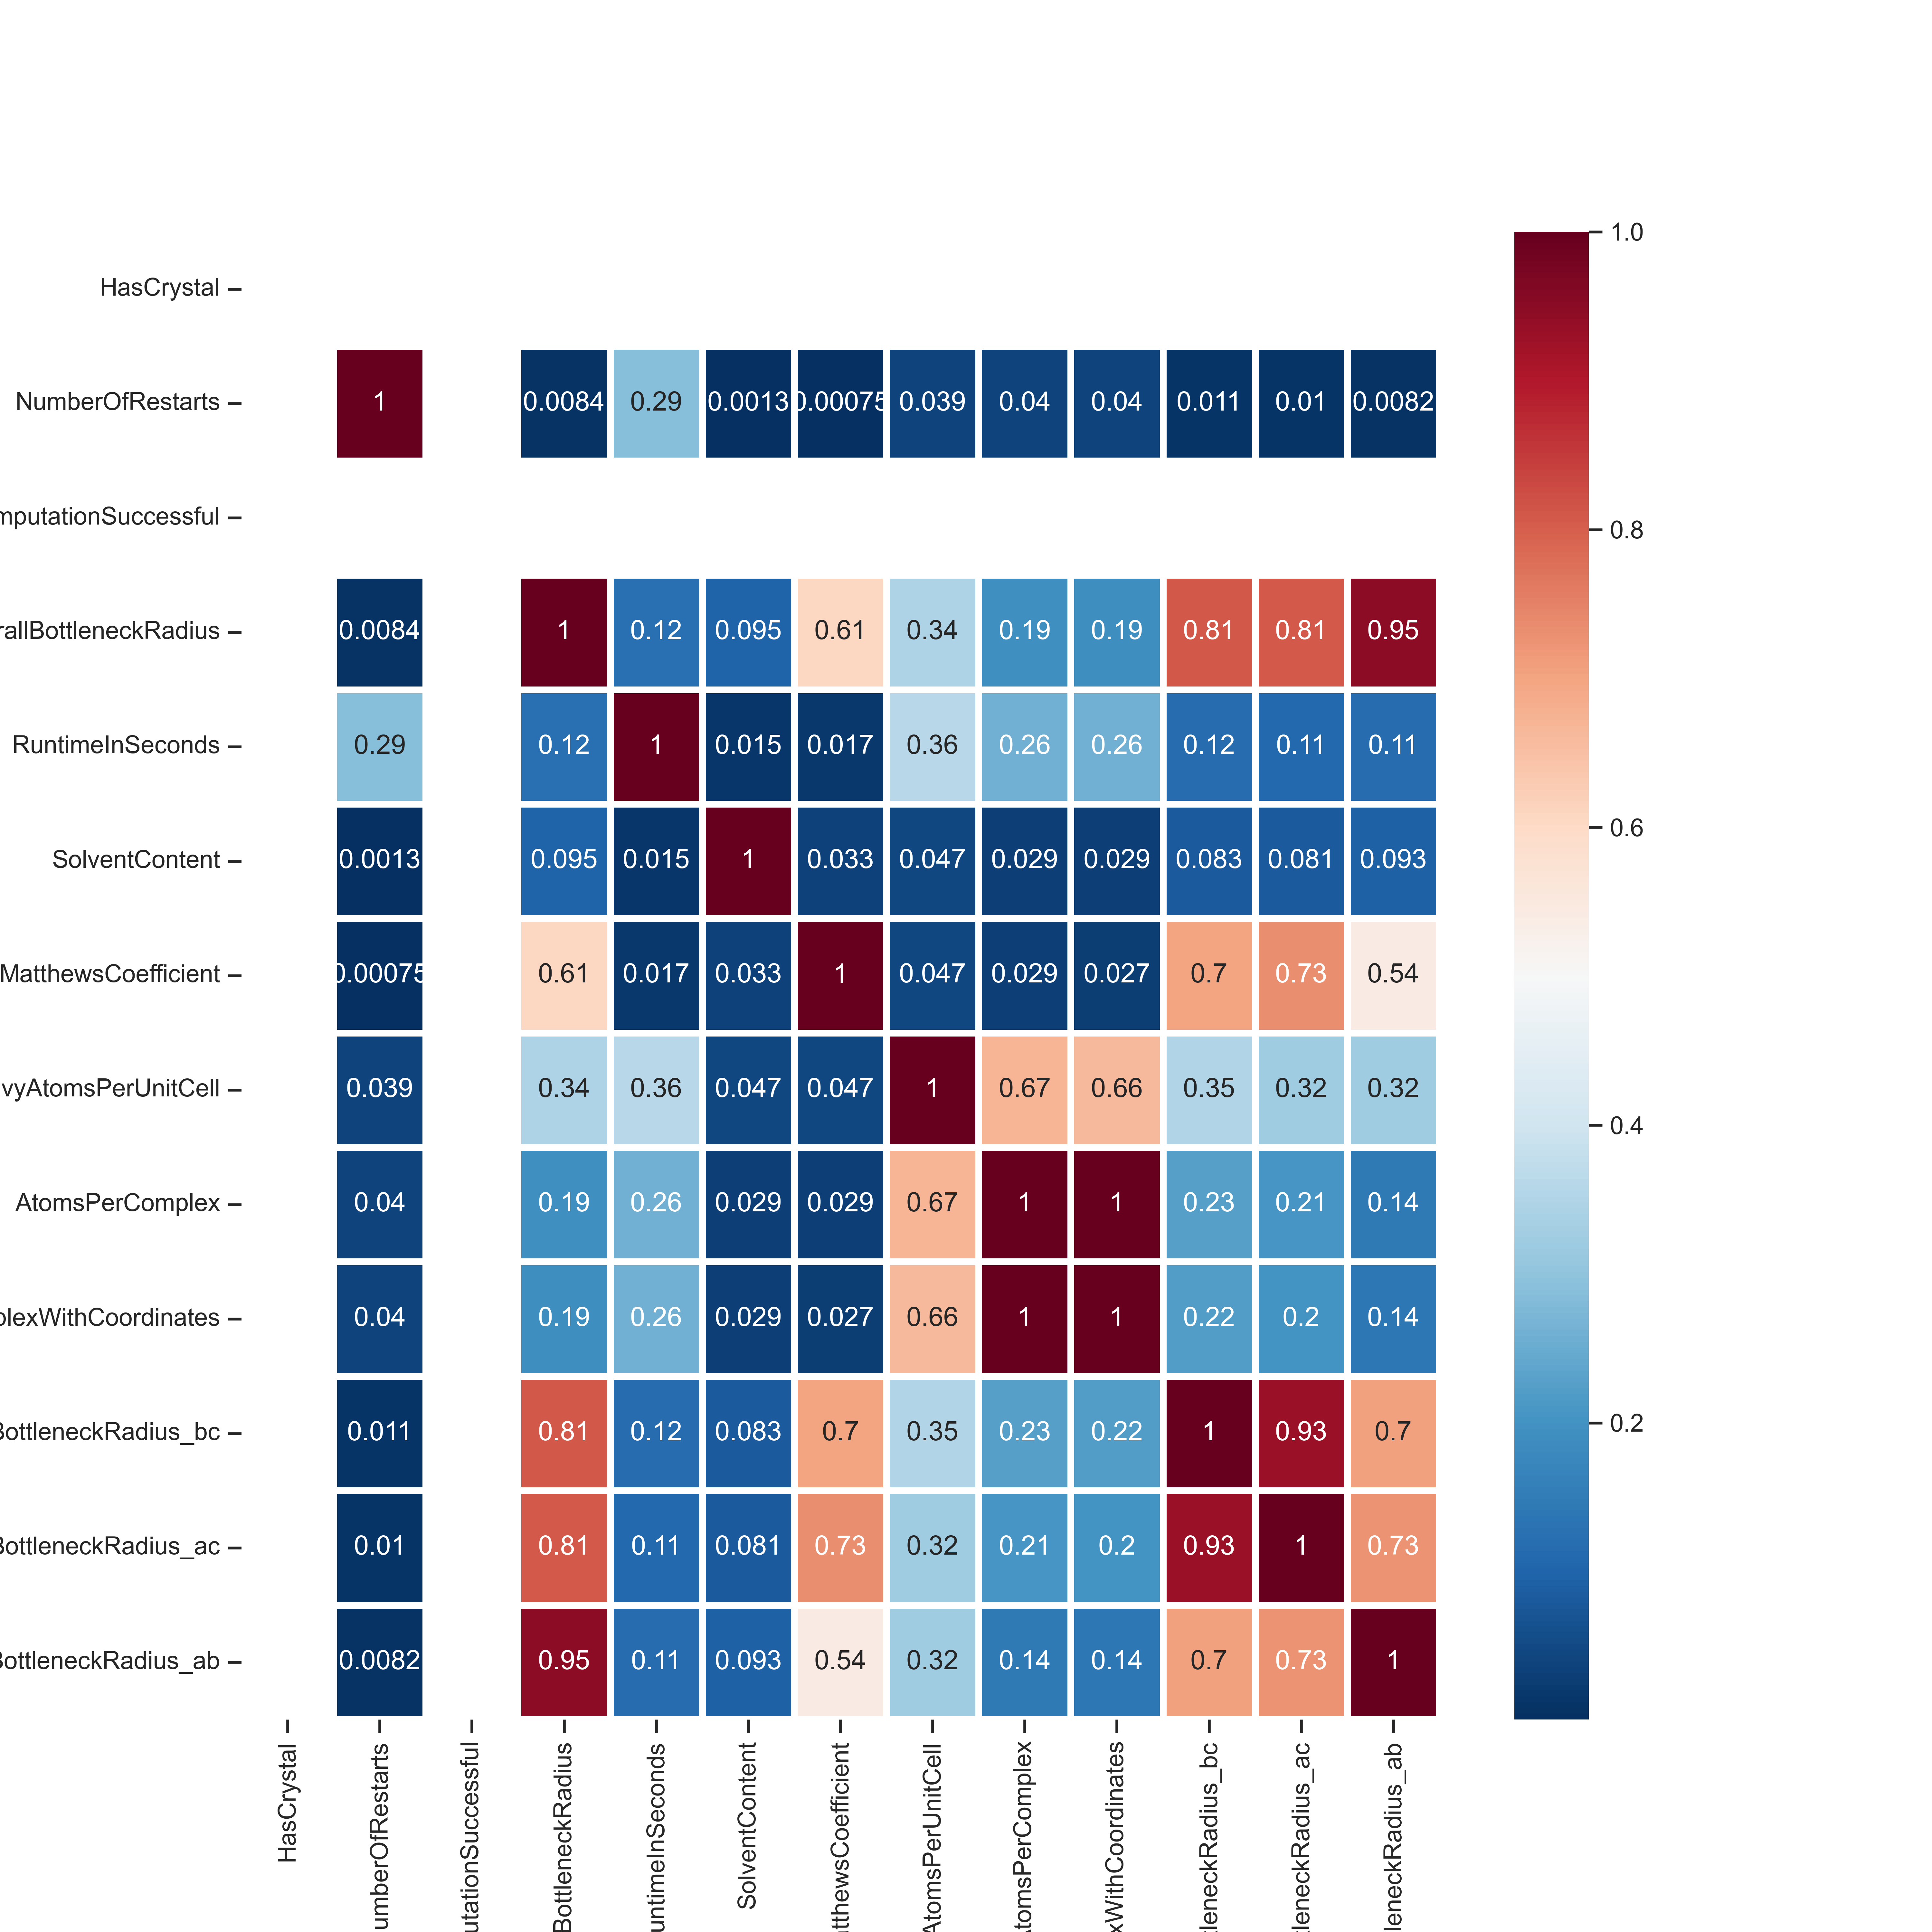 1.0
HasCrystal
NumberOfRestarts 1 0.0084 0.29 0.0013 0.00075 0.039 0.04 0.04 0.011 0.01 0.0082
0.8
mputationSuccessful
rallBottleneckRadius 0.0084 1 0.12 0.095 0.61 0.34 0.19 0.19 0.81 0.81 0.95
RuntimeInSeconds 0.29 0.12 1 0.015 0.017 0.36 0.26 0.26 0.12 0.11 0.11
0.6
SolventContent 0.0013 0.095 0.015 1 0.033 0.047 0.029 0.029 0.083 0.081 0.093
MatthewsCoefficient 0.00075 0.61 0.017 0.033 1 0.047 0.029 0.027 0.7 0.73 0.54
vyAtomsPerUnitCell 0.039 0.34 0.36 0.047 0.047 1 0.67 0.66 0.35 0.32 0.32
0.4
AtomsPerComplex 0.04 0.19 0.26 0.029 0.029 0.67 1 1 0.23 0.21 0.14
plexWithCoordinates 0.04 0.19 0.26 0.029 0.027 0.66 1 1 0.22 0.2 0.14
BottleneckRadius_bc 0.011 0.81 0.12 0.083 0.7 0.35 0.23 0.22 1 0.93 0.7
0.2
BottleneckRadius_ac 0.01 0.81 0.11 0.081 0.73 0.32 0.21 0.2 0.93 1 0.73
BottleneckRadius_ab 0.0082 0.95 0.11 0.093 0.54 0.32 0.14 0.14 0.7 0.73 1
HasCrystal
umberOfRestarts
utationSuccessful
BottleneckRadius
untimeInSeconds
SolventContent
atthewsCoefficient
AtomsPerUnitCell
tomsPerComplex
xWithCoordinates
tleneckRadius_bc
tleneckRadius_ac
leneckRadius_ab